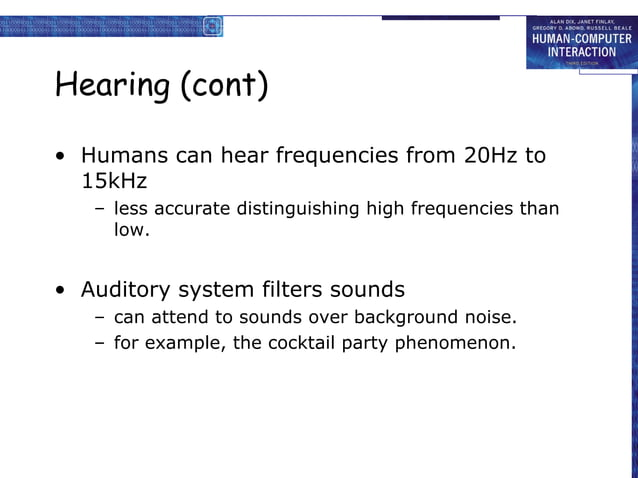 ALAN DIX, JANET FINLAY,
GREGORY D. ABOWD, RUSSELL BEALE
HUMAN-COMPUTER
INTERACTION
THIRD EDITION
Hearing (cont)
• Humans can hear frequencies from 20Hz to
15kHz
– less accurate distinguishing high frequencies than
low.
• Auditory system filters sounds
– can attend to sounds over background noise.
– for example, the cocktail party phenomenon.